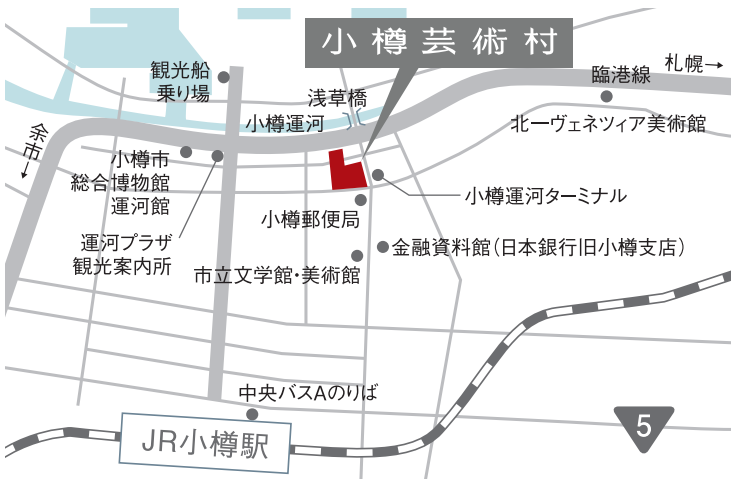 小樽芸術村
観光船
乗り場
浅草橋
小樽運河
臨港線
札幌→
北一ヴェネツィア美術館
余市→
小樽市
総合博物館
運河館
運河プラザ
観光案内所
小樽運河ターミナル
小樽郵便局
金融資料館(日本銀行旧小樽支店)
市立文学館・美術館
中央バスAのりば
JR小樽駅
5